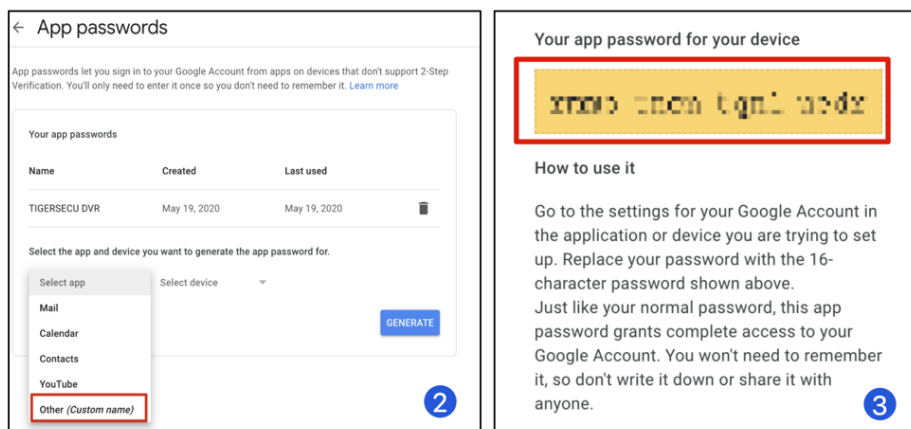 ← App passwords
App passwords let you sign in to your Google Account from apps on devices that don't support 2-Step
Verification. You'll only need to enter it once so you don't need to remember it. Learn more
Your app passwords
Name Created Last used
TIGERSECU DVR May 19, 2020 May 19, 2020
Select the app and device you want to generate the app password for.
Select app Select device
Mail
Calendar
GENERATE
Contacts
YouTube
Other (Custom name)
2
Your app password for your device
How to use it
Go to the settings for your Google Account in
the application or device you are trying to set
up. Replace your password with the 16-
character password shown above.
Just like your normal password, this app
password grants complete access to your
Google Account. You won't need to remember
it, so don't write it down or share it with
anyone.
3